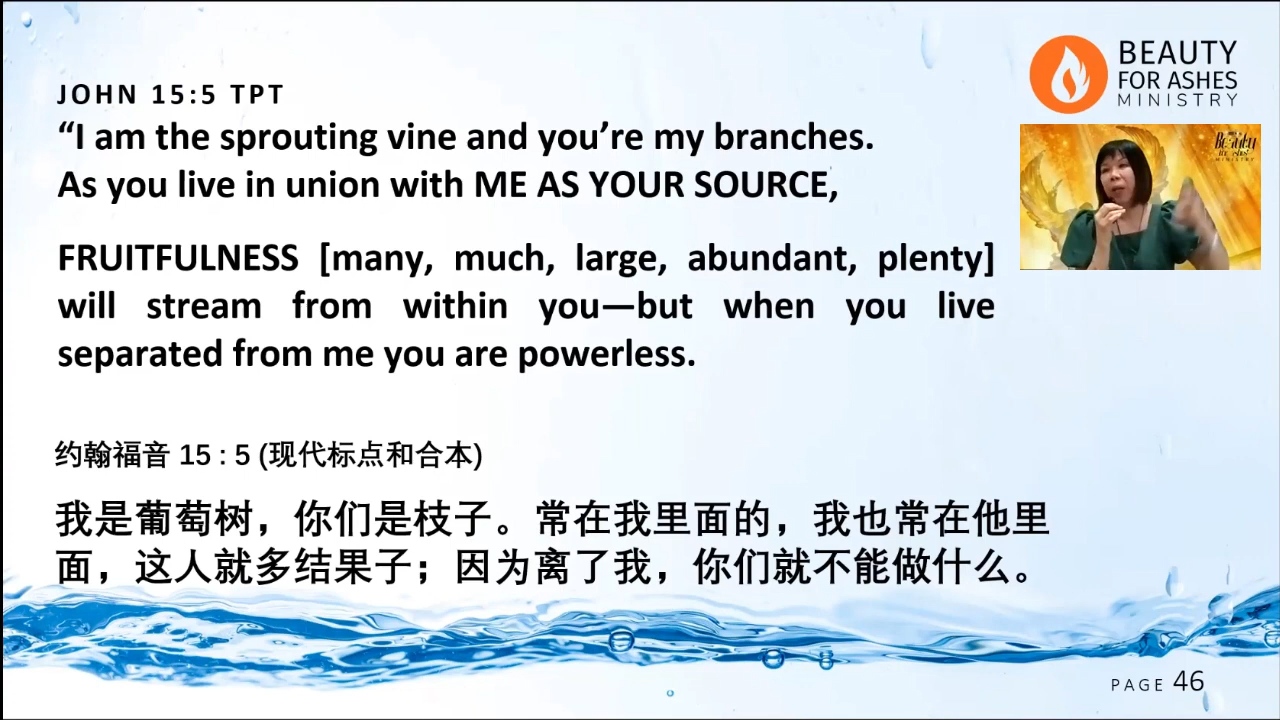 JOHN 15:5 TPT
“I am the sprouting vine and you’re my branches.
As you live in union with ME AS YOUR SOURCE,
FRUITFULNESS [many, much, large, abundant, plenty]
will stream from within you—but when you live
separated from me you are powerless.
约翰福音 15 : 5 (现代标点和合本)
我是葡萄树，你们是枝子。常在我里面的，我也常在他里
面，这人就多结果子；因为离了我，你们就不能做什么。
BEAUTY
FOR ASHES
MINISTRY
PAGE 46